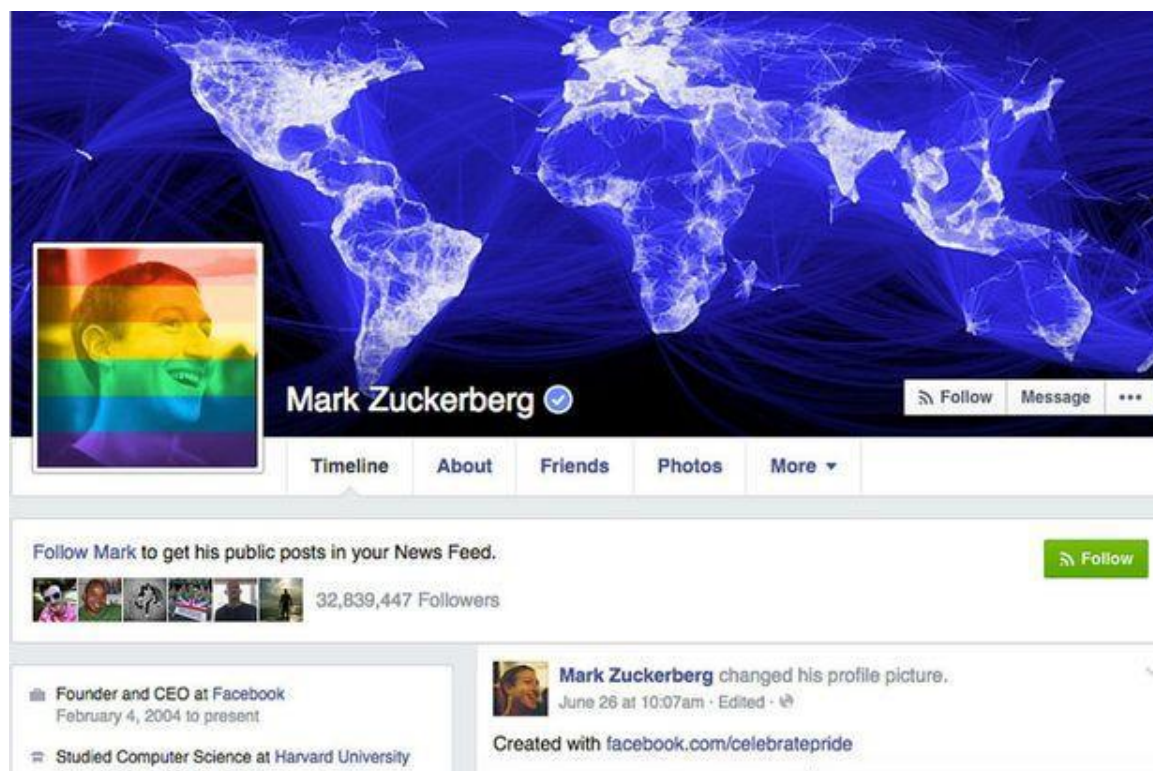 Mark Zuckerberg
Follow
Message
Timeline
About
Friends
Photos
More
Follow Mark to get his public posts in your News Feed.
Follow
32,839,447 Followers
Founder and CEO at Facebook
February 4, 2004 to present
Studied Computer Science at Harvard University
Mark Zuckerberg changed his profile picture.
June 26 at 10:07am · Edited ·
Created with facebook.com/celebratepride